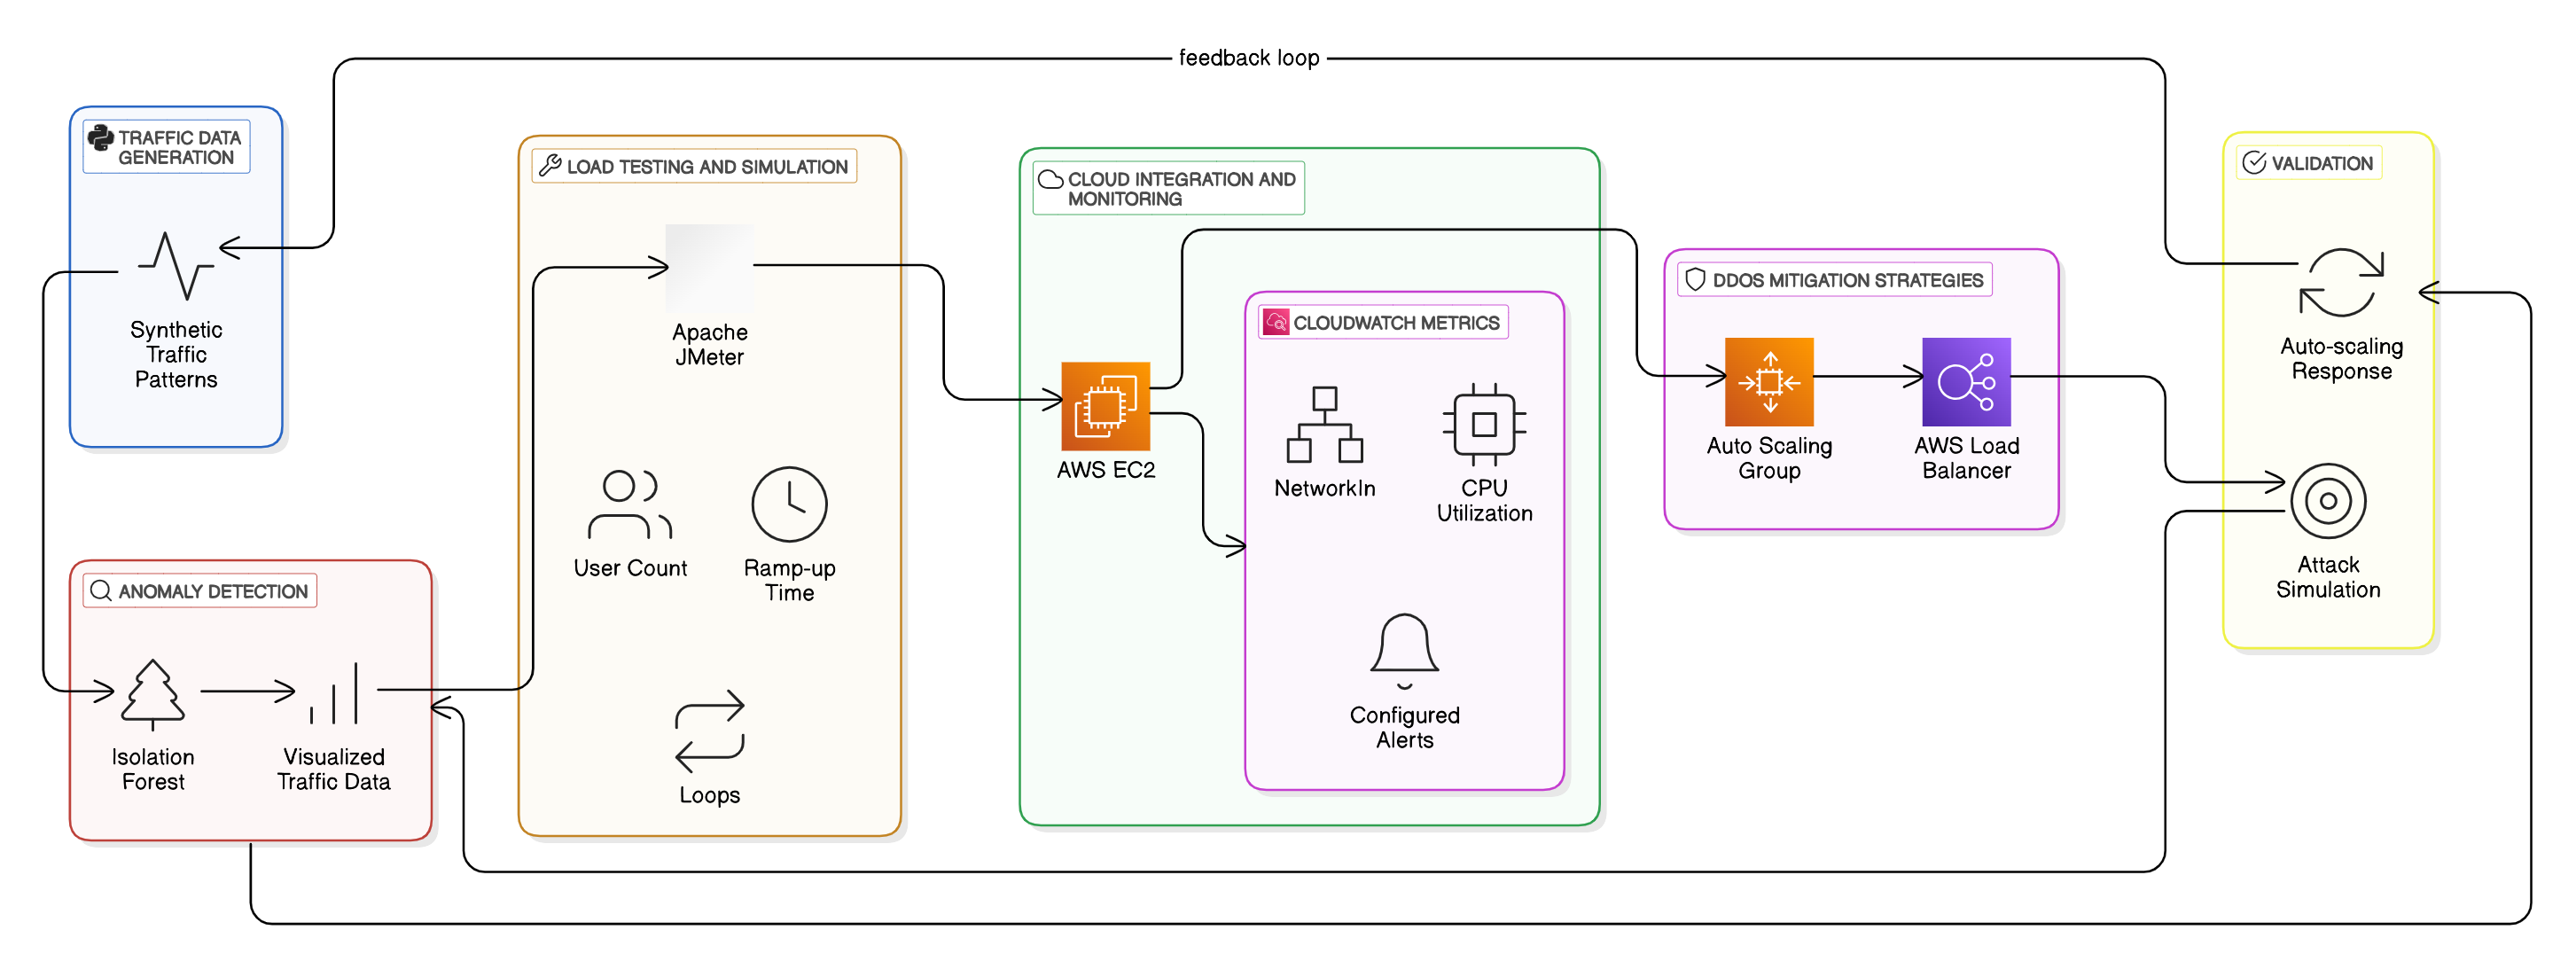 feedback loop
TRAFFIC DATA
GENERATION
Synthetic
Traffic
Patterns
ANOMALY DETECTION
Isolation
Forest
Visualized
Traffic Data
LOAD TESTING AND SIMULATION
Apache
JMeter
User Count
Ramp-up
Time
Loops
CLOUD INTEGRATION AND
MONITORING
AWS EC2
CLOUDWATCH METRICS
NetworkIn
CPU
Utilization
Configured
Alerts
DDOS MITIGATION STRATEGIES
Auto Scaling
Group
AWS Load
Balancer
VALIDATION
Auto-scaling
Response
Attack
Simulation